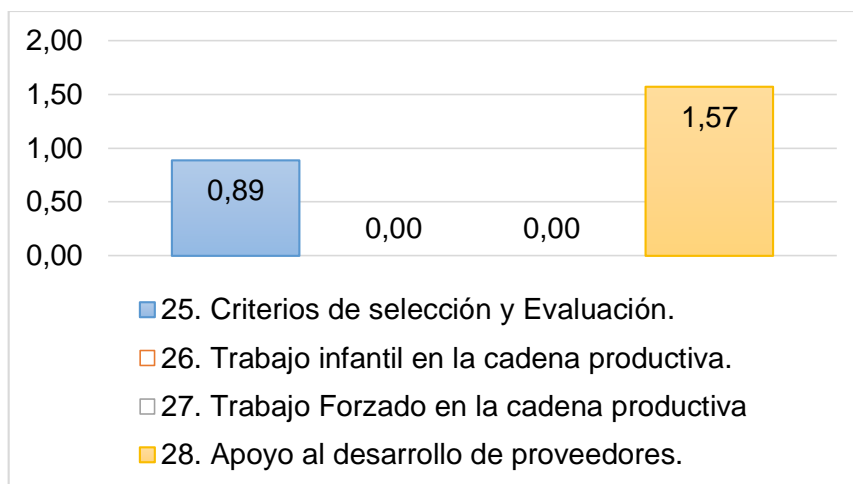 2,00
1,50
1,00
0,50
0,00
0,89
0,00
0,00
1,57
25. Criterios de selección y Evaluación.
26. Trabajo infantil en la cadena productiva.
27. Trabajo Forzado en la cadena productiva
28. Apoyo al desarrollo de proveedores.